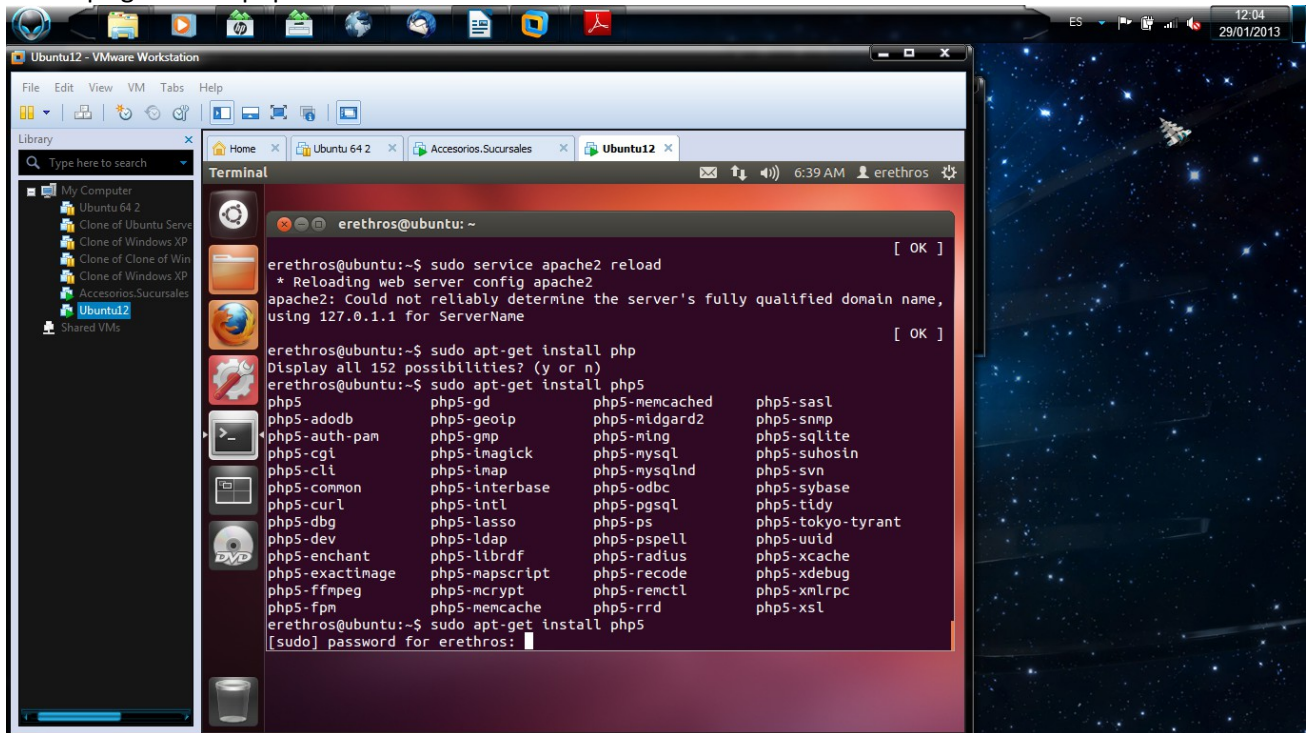 ES
12:04
29/01/2013
Ubuntu12 - VMware Workstation
File Edit View VM Tabs Help
Library
Home
Ubuntu 64 2
Accesorios.Sucursales
Ubuntu12
Type here to search
My Computer
Ubuntu 64 2
Clone of Ubuntu Serve
Clone of Windows XP
Clone of Clone of Win
Clone of Windows XP
Accesorios.Sucursales
Ubuntu12
Shared VMs
Terminal
6:39 AM erethros
erethros@ubuntu: ~
[ OK ]
erethros@ubuntu:~$ sudo service apache2 reload
* Reloading web server config apache2
apache2: Could not reliably determine the server's fully qualified domain name,
using 127.0.1.1 for ServerName
[ OK ]
erethros@ubuntu:~$ sudo apt-get install php
Display all 152 possibilities? (y or n)
erethros@ubuntu:~$ sudo apt-get install php5
php5 php5-gd php5-memcached php5-sasl
php5-adodb php5-geoip php5-midgard2 php5-snmp
php5-auth-pam php5-gmp php5-ming php5-sqlite
php5-cgi php5-imagick php5-mysql php5-suhosin
php5-cli php5-imap php5-mysqlnd php5-svn
php5-common php5-interbase php5-odbc php5-sybase
php5-curl php5-intl php5-pgsql php5-tidy
php5-dbg php5-lasso php5-ps php5-tokyo-tyrant
php5-dev php5-ldap php5-pspell php5-uuid
php5-enchant php5-librdf php5-radius php5-xcache
php5-exactimage php5-mapscript php5-recode php5-xdebug
php5-ffmpeg php5-mcrypt php5-remctl php5-xmlrpc
php5-fpm php5-memcache php5-rrd php5-xsl
erethros@ubuntu:~$ sudo apt-get install php5
[sudo] password for erethros:
DVD